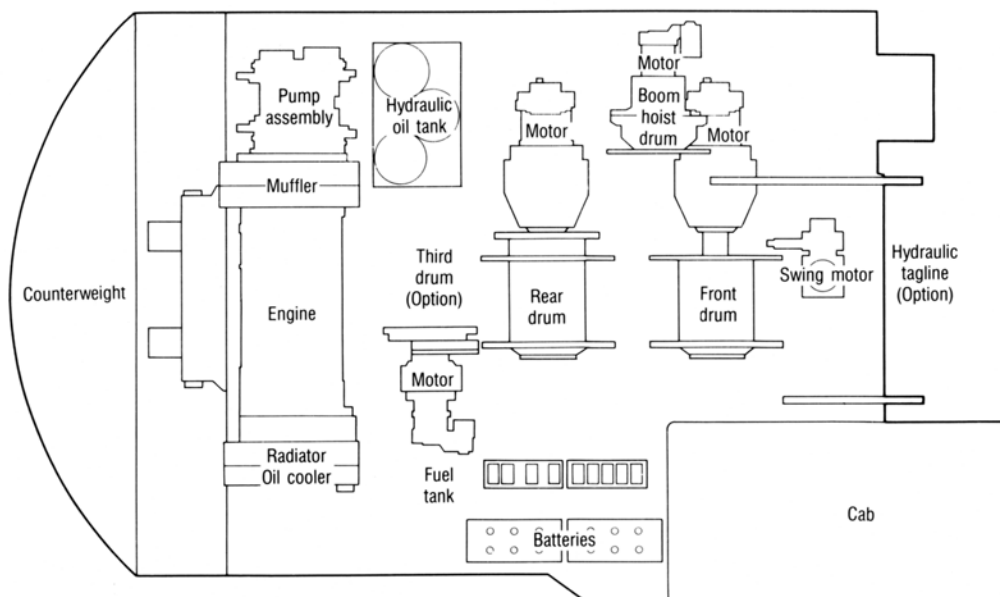 Motor
Pump
assembly
Hydraulic
oil tank
Motor
Boom
hoist
drum
Motor
Muffler
Counterweight
Engine
Third
drum
(Option)
Rear
drum
Front
drum
Swing motor
Hydraulic
tagline
(Option)
Motor
Radiator
Oil cooler
Fuel
tank
Batteries
Cab